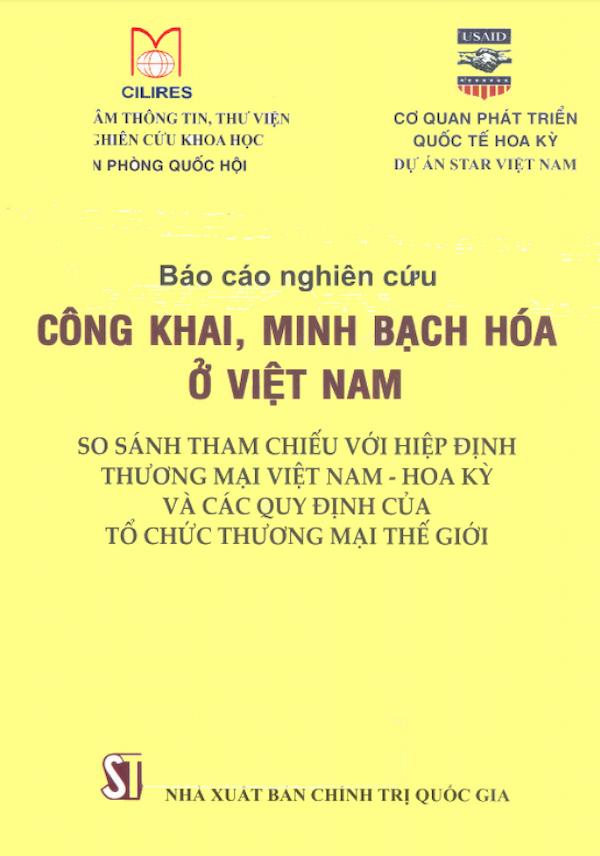 CILIRES
ÂM THÔNG TIN, THƯ VIỆN
GHIÊN CỨU KHOA HỌC
N PHÒNG QUỐC HỘI
USAID
CƠ QUAN PHÁT TRIỂN
QUỐC TẾ HOA KỲ
DỰ ÁN STAR VIỆT NAM
Báo cáo nghiên cứu
CÔNG KHAI, MINH BẠCH HÓA
Ở VIỆT NAM
SO SÁNH THAM CHIẾU VỚI HIỆP ĐỊNH
THƯƠNG MẠI VIỆT NAM - HOA KỲ
VÀ CÁC QUY ĐỊNH CỦA
TỔ CHỨC THƯƠNG MẠI THẾ GIỚI
ST
NHÀ XUẤT BẢN CHÍNH TRỊ QUỐC GIA